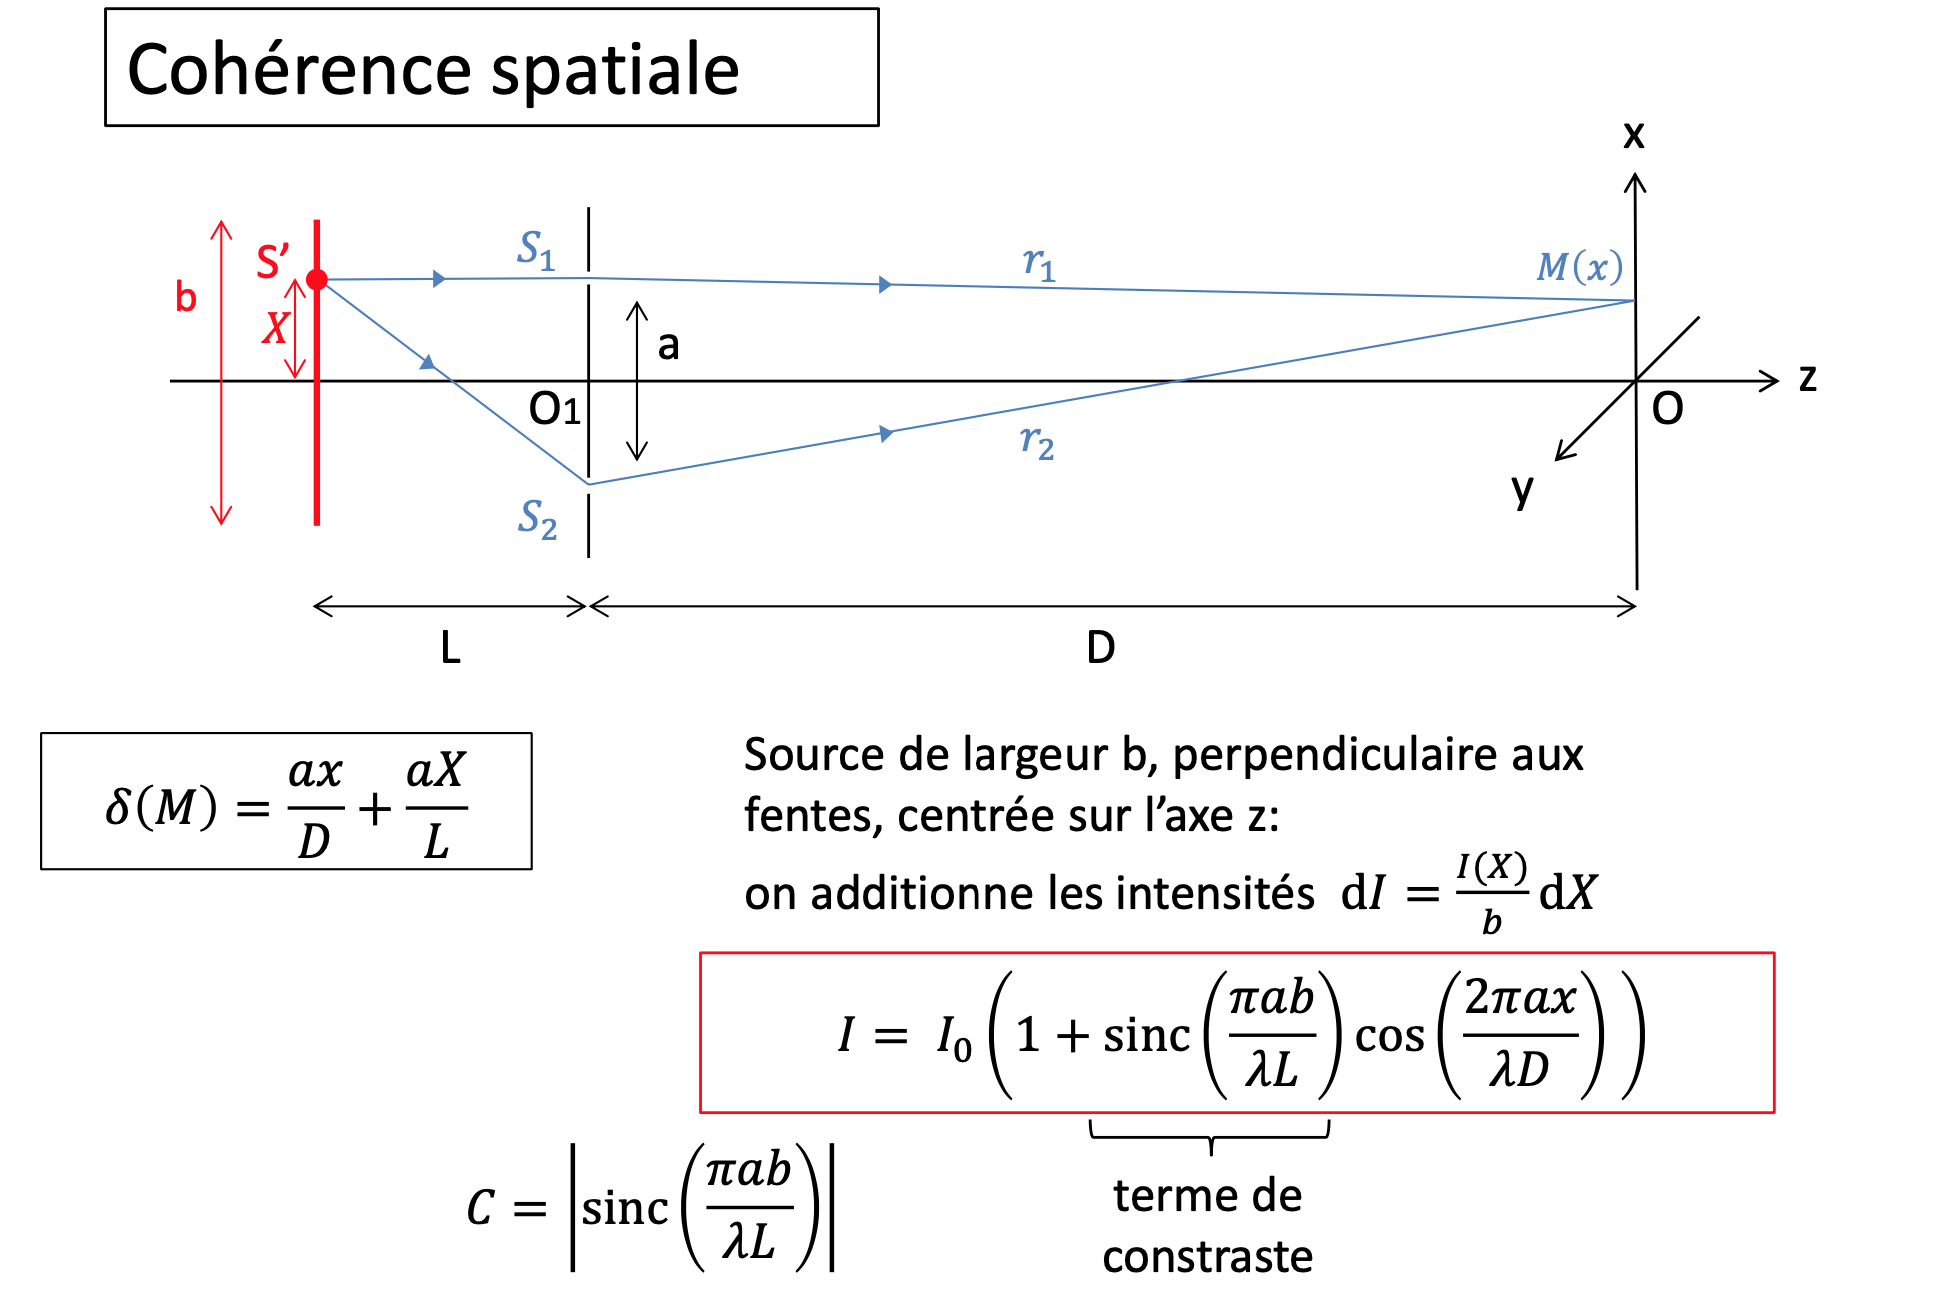 Cohérence spatiale
x
S'
S₁
r₁
M(x)
b
X
a
z
O1
O
r₂
y
S₂
L
D
δ(M) = ax/D + aX/L
Source de largeur b, perpendiculaire aux
fentes, centrée sur l’axe z:
on additionne les intensités dI = I(X)/b dX
I = I₀ (1 + sinc(πab/λL) cos(2πax/λD))
C = |sinc(πab/λL)|
terme de
constraste